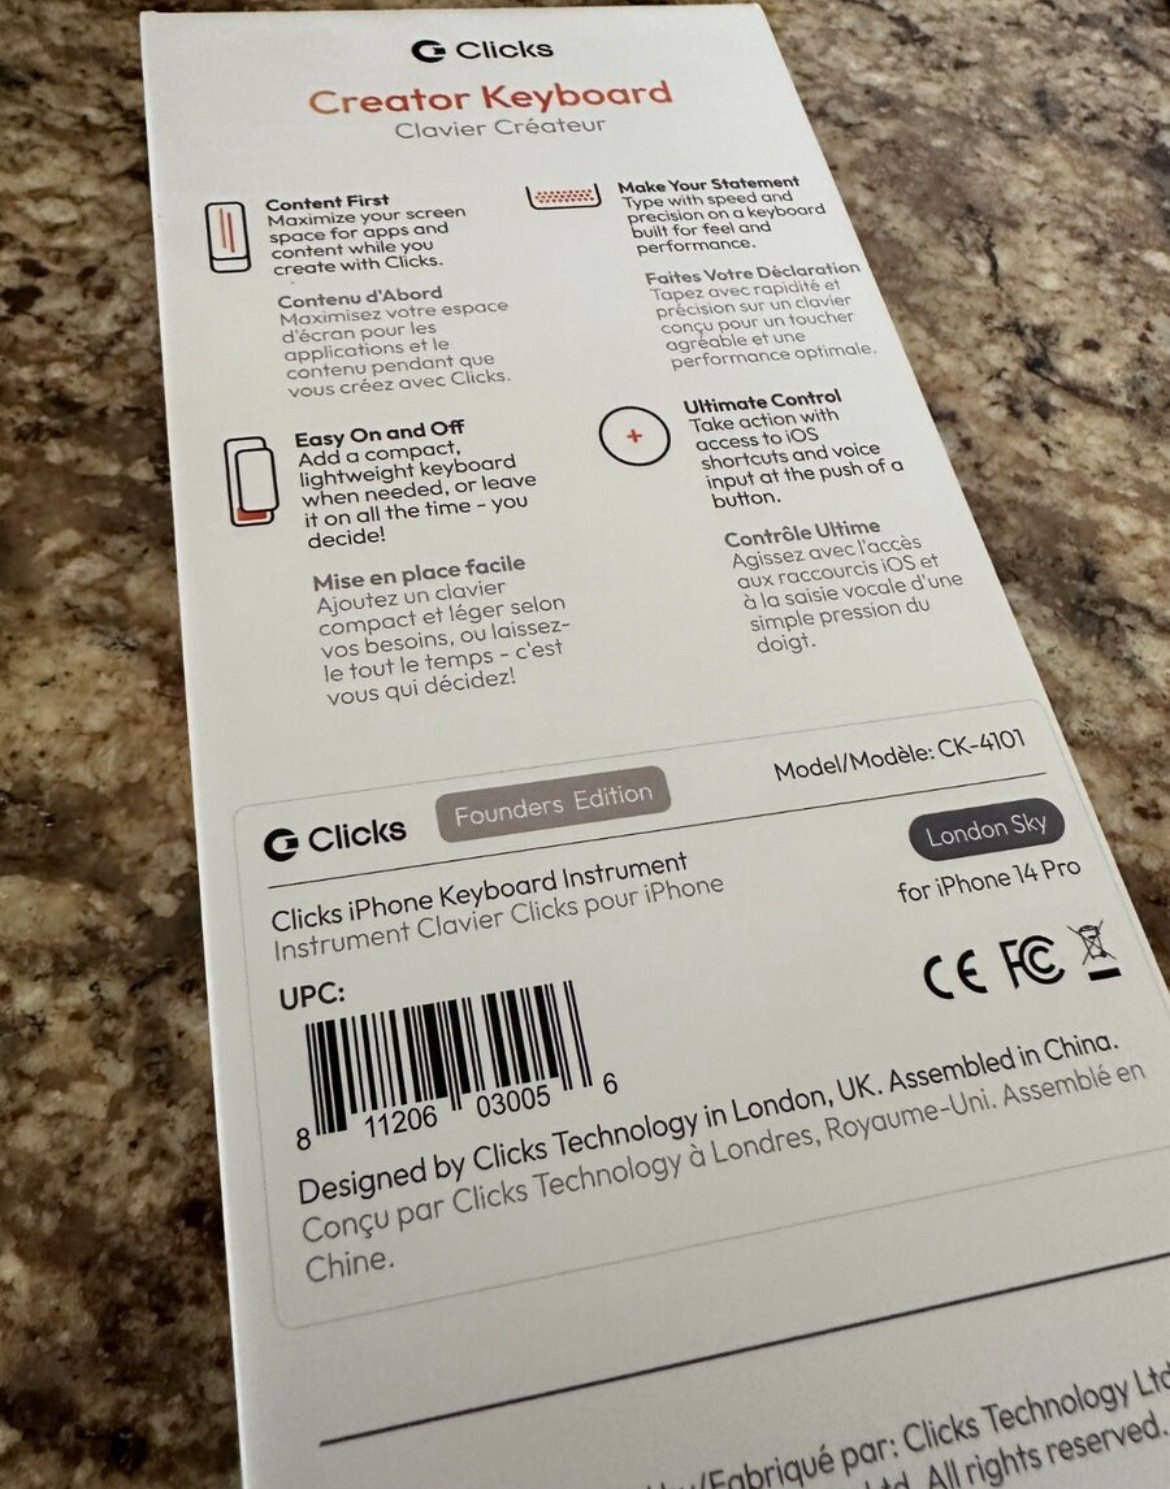 Clicks
Creator Keyboard
Clavier Créateur
Content First
Maximize your screen
space for apps and
content while you
create with Clicks.
Contenu d'Abord
Maximisez votre espace
d'écran pour les
applications et le
contenu pendant que
vous créez avec Clicks.
Make Your Statement
Type with speed and
precision on a keyboard
built for feel and
performance.
Faites Votre Déclaration
Tapez avec rapidité et
précision sur un clavier
conçu pour un toucher
agréable et une
performance optimale.
Easy On and Off
Add a compact,
lightweight keyboard
when needed, or leave
it on all the time - you
decide!
Mise en place facile
Ajoutez un clavier
compact et léger selon
vos besoins, ou laissez-
le tout le temps - c'est
vous qui décidez!
Ultimate Control
Take action with
access to iOS
shortcuts and voice
input at the push of a
button.
Contrôle Ultime
Agissez avec l'accès
aux raccourcis iOS et
à la saisie vocale d'une
simple pression du
doigt.
Clicks Founders Edition Model/Modèle: CK-4101
Clicks iPhone Keyboard Instrument
Instrument Clavier Clicks pour iPhone
London Sky
for iPhone 14 Pro
UPC:
CE FC
8 11206 03005 6
Designed by Clicks Technology in London, UK. Assembled in China.
Conçu par Clicks Technology à Londres, Royaume-Uni. Assemblé en
Chine.
/Fabriqué par: Clicks Technology Ltd
Ltd. All rights reserved.